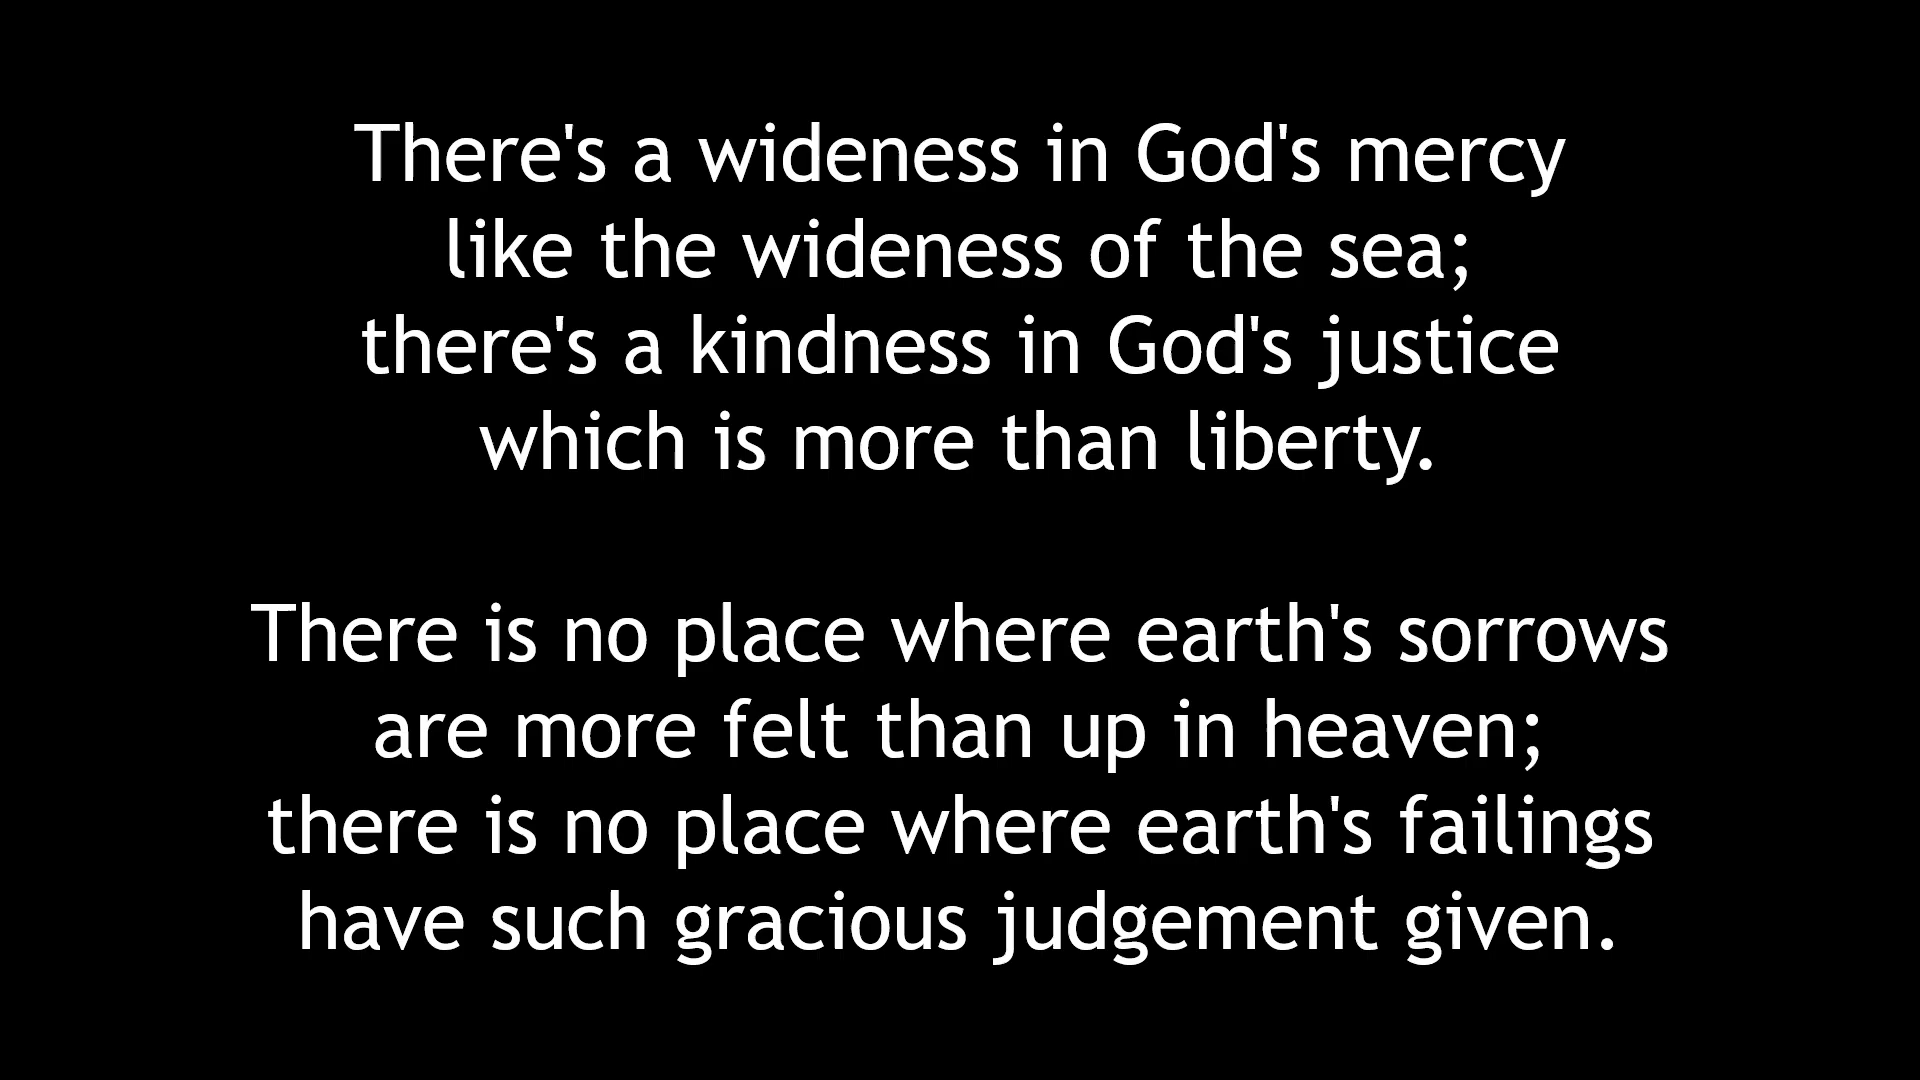 There's a wideness in God's mercy
like the wideness of the sea;
there's a kindness in God's justice
which is more than liberty.
There is no place where earth's sorrows
are more felt than up in heaven;
there is no place where earth's failings
have such gracious judgement given.